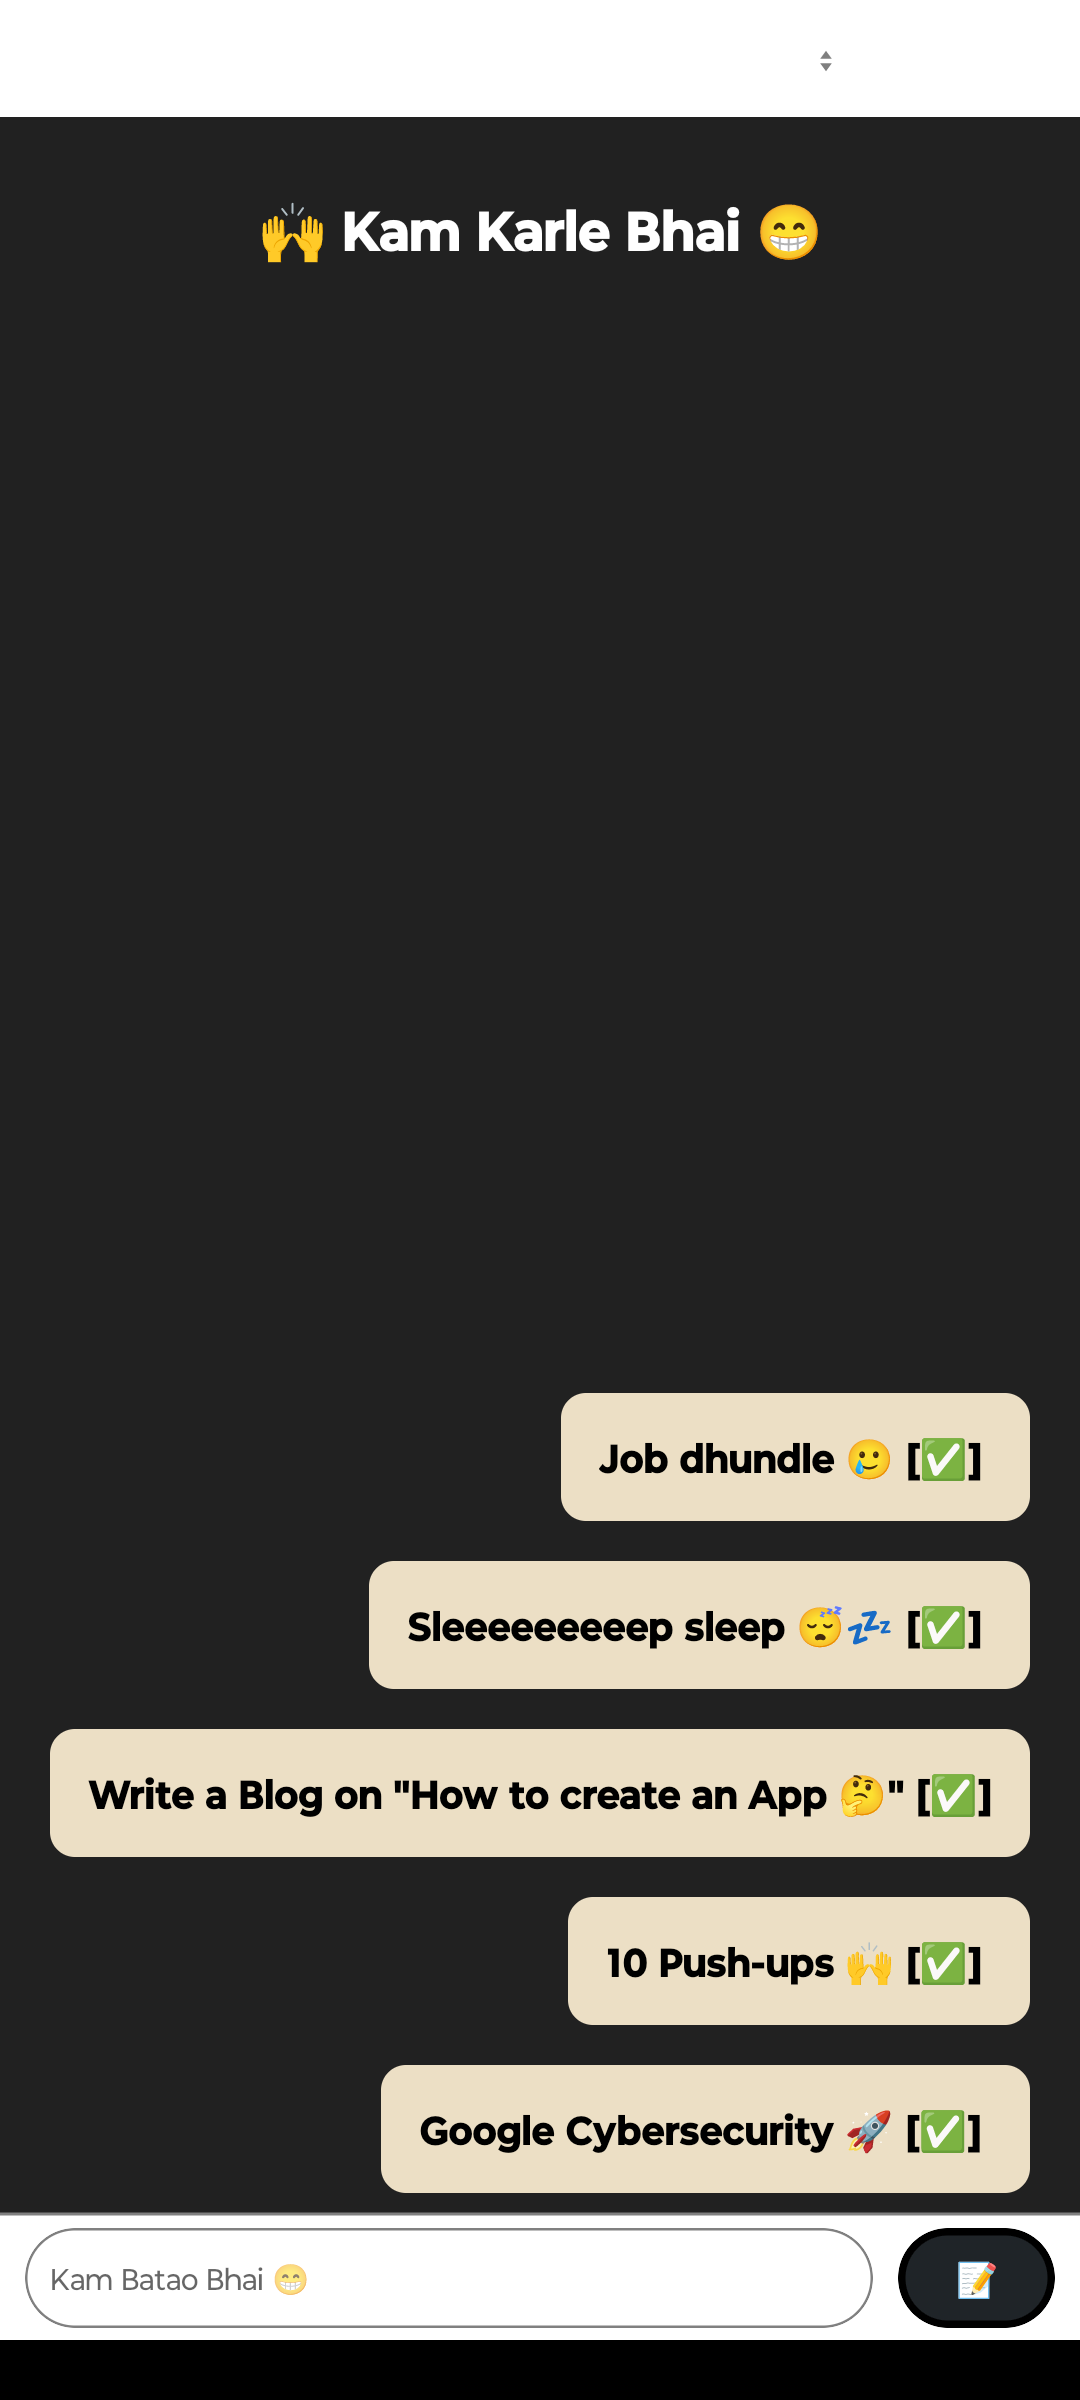 🙌 Kam Karle Bhai 😁
Job dhundle 🥲 [✅]
Sleeeeeeeeep sleep 😴💤 [✅]
Write a Blog on "How to create an App 🤔" [✅]
10 Push-ups 🙌 [✅]
Google Cybersecurity 🚀 [✅]
Kam Batao Bhai 😁
📝